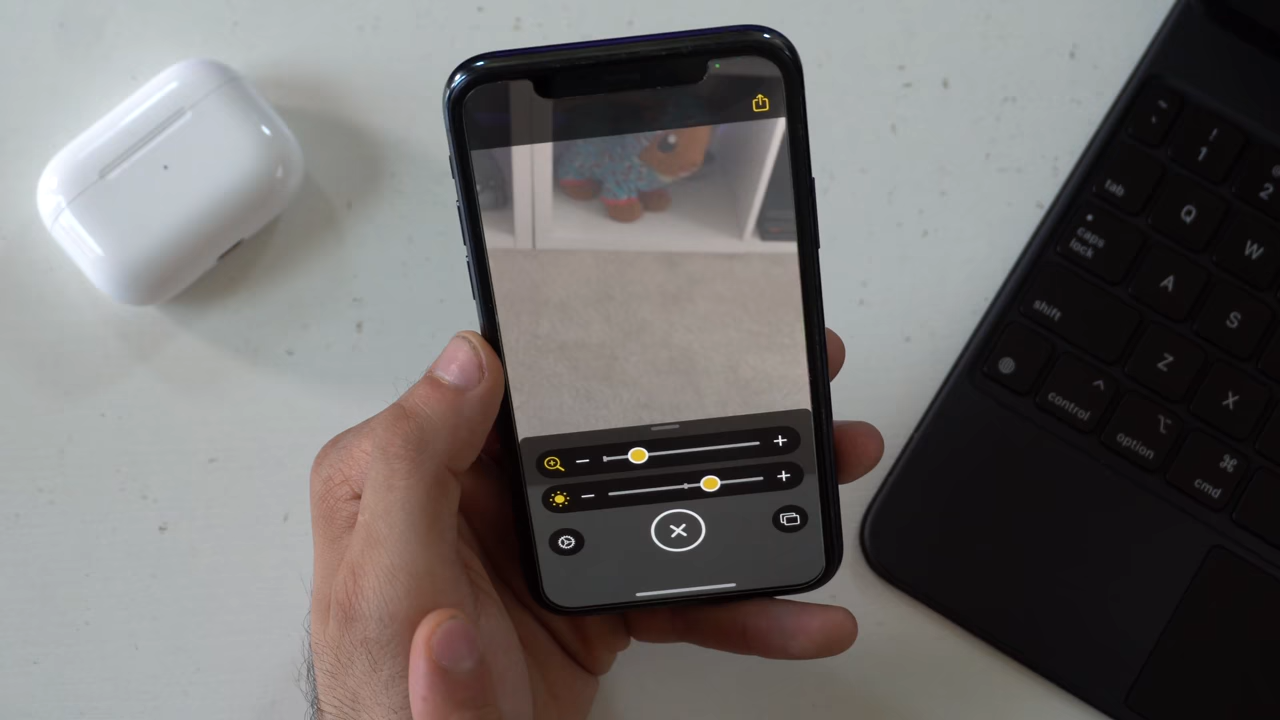 ~
`
!
1
2
tab
Q
W
caps
lock
A
S
shift
Z
X
control
option
cmd